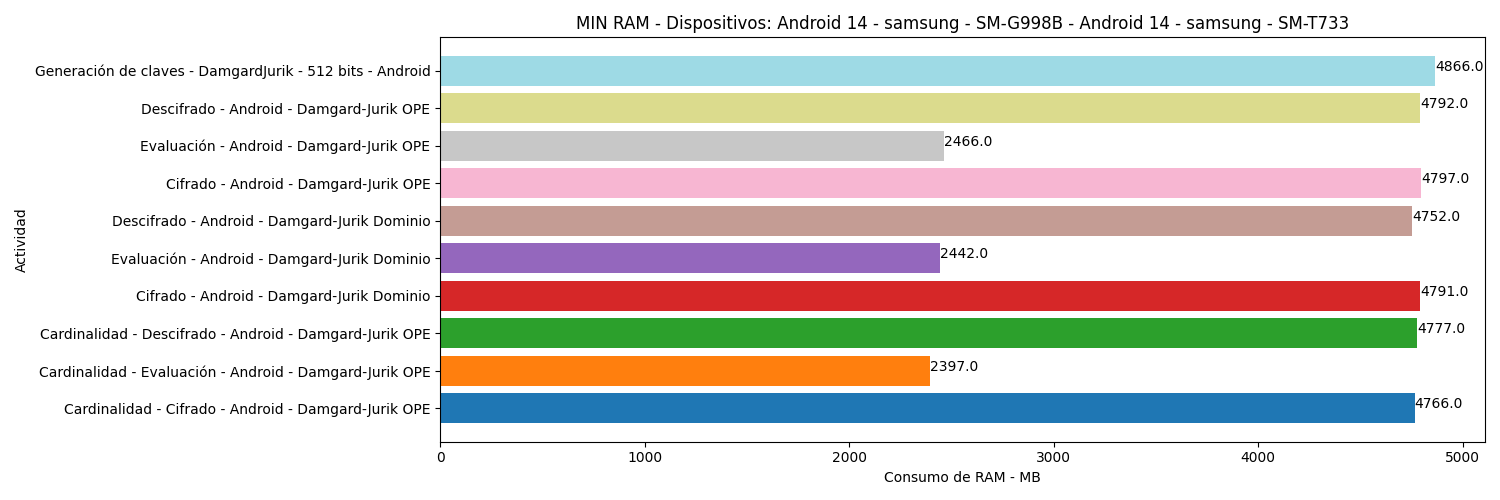 MIN RAM - Dispositivos: Android 14 - samsung - SM-G998B - Android 14 - samsung - SM-T733
Generación de claves - DamgardJurik - 512 bits - Android 4866.0
Descifrado - Android - Damgard-Jurik OPE 4792.0
Evaluación - Android - Damgard-Jurik OPE 2466.0
Cifrado - Android - Damgard-Jurik OPE 4797.0
Descifrado - Android - Damgard-Jurik Dominio 4752.0
Evaluación - Android - Damgard-Jurik Dominio 2442.0
Cifrado - Android - Damgard-Jurik Dominio 4791.0
Cardinalidad - Descifrado - Android - Damgard-Jurik OPE 4777.0
Cardinalidad - Evaluación - Android - Damgard-Jurik OPE 2397.0
Cardinalidad - Cifrado - Android - Damgard-Jurik OPE 4766.0
Actividad
0 1000 2000 3000 4000 5000
Consumo de RAM - MB